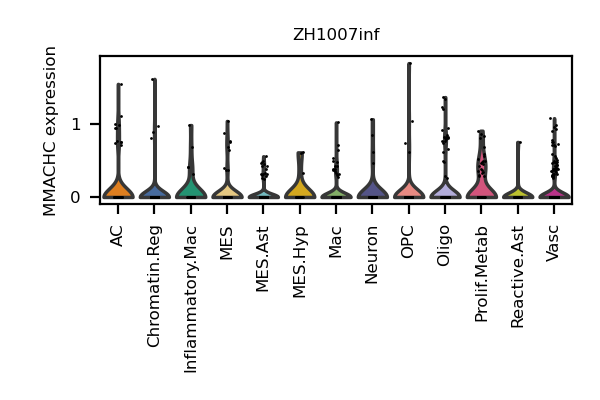 ZH1007inf
MMACHC expression
1
0
AC
Chromatin.Reg
Inflammatory.Mac
MES
MES.Ast
MES.Hyp
Mac
Neuron
OPC
Oligo
Prolif.Metab
Reactive.Ast
Vasc